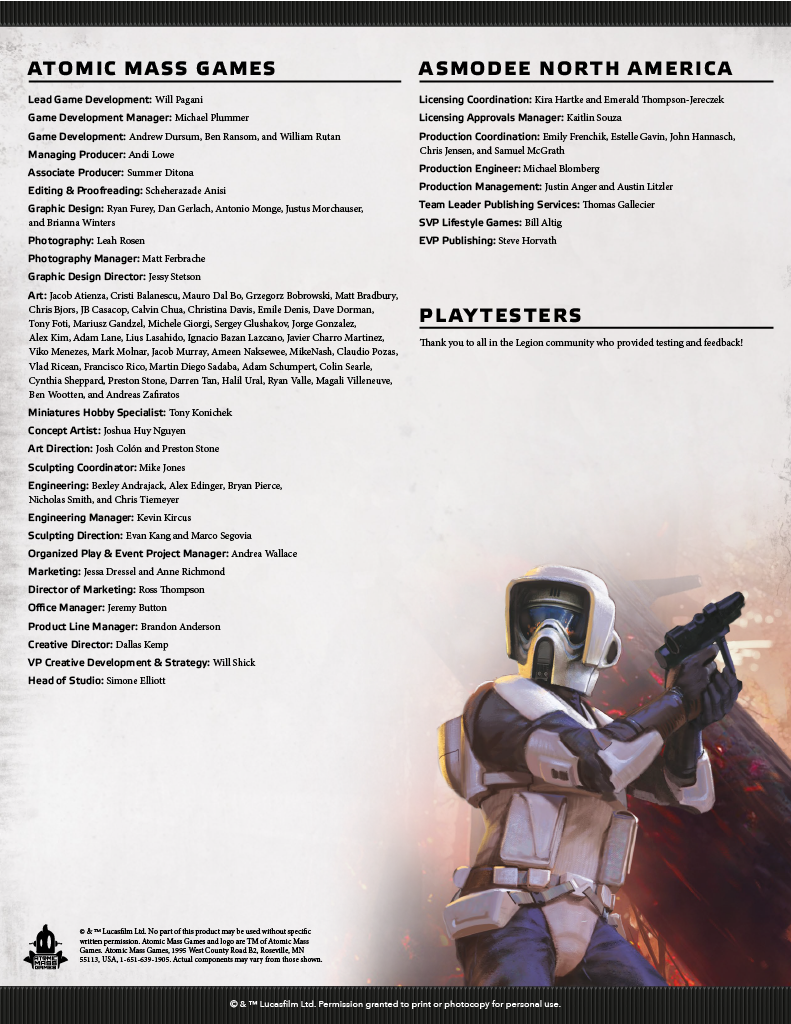 ATOMIC MASS GAMES
Lead Game Development: Will Pagani
Game Development Manager: Michael Plummer
Game Development: Andrew Dursum, Ben Ransom, and William Rutan
Managing Producer: Andi Lowe
Associate Producer: Summer Ditona
Editing & Proofreading: Scheherazade Anisi
Graphic Design: Ryan Furey, Dan Gerlach, Antonio Monge, Justus Morchauser,
and Brianna Winters
Photography: Leah Rosen
Photography Manager: Matt Ferbrache
Graphic Design Director: Jessy Stetson
Art: Jacob Atienza, Cristi Balanescu, Mauro Dal Bo, Grzegorz Bobrowski, Matt Bradbury,
Chris Bjors, JB Casacop, Calvin Chua, Christina Davis, Emile Denis, Dave Dorman,
Tony Foti, Mariusz Gandzel, Michele Giorgi, Sergey Glushakov, Jorge Gonzalez,
Alex Kim, Adam Lane, Lius Lasahido, Ignacio Bazan Lazcano, Javier Charro Martinez,
Viko Menezes, Mark Molnar, Jacob Murray, Ameen Naksewee, MikeNash, Claudio Pozas,
Vlad Ricean, Francisco Rico, Martin Diego Sadaba, Adam Schumpert, Colin Searle,
Cynthia Sheppard, Preston Stone, Darren Tan, Halil Ural, Ryan Valle, Magali Villeneuve,
Ben Wootten, and Andreas Zafiratos
Miniatures Hobby Specialist: Tony Konichek
Concept Artist: Joshua Huy Nguyen
Art Direction: Josh Colón and Preston Stone
Sculpting Coordinator: Mike Jones
Engineering: Bexley Andrajack, Alex Edinger, Bryan Pierce,
Nicholas Smith, and Chris Tiemeyer
Engineering Manager: Kevin Kircus
Sculpting Direction: Evan Kang and Marco Segovia
Organized Play & Event Project Manager: Andrea Wallace
Marketing: Jessa Dressel and Anne Richmond
Director of Marketing: Ross Thompson
Office Manager: Jeremy Button
Product Line Manager: Brandon Anderson
Creative Director: Dallas Kemp
VP Creative Development & Strategy: Will Shick
Head of Studio: Simone Elliott
ASMODEE NORTH AMERICA
Licensing Coordination: Kira Hartke and Emerald Thompson-Jereczek
Licensing Approvals Manager: Kaitlin Souza
Production Coordination: Emily Frenchik, Estelle Gavin, John Hannasch,
Chris Jensen, and Samuel McGrath
Production Engineer: Michael Blomberg
Production Management: Justin Anger and Austin Litzler
Team Leader Publishing Services: Thomas Gallecier
SVP Lifestyle Games: Bill Altig
EVP Publishing: Steve Horvath
PLAYTESTERS
Thank you to all in the Legion community who provided testing and feedback!
ATOMIC
MASS
GAMES
© & ™ Lucasfilm Ltd. No part of this product may be used without specific
written permission. Atomic Mass Games and logo are TM of Atomic Mass
Games. Atomic Mass Games, 1995 West County Road B2, Roseville, MN
55113, USA, 1-651-639-1905. Actual components may vary from those shown.
© & ™ Lucasfilm Ltd. Permission granted to print or photocopy for personal use.